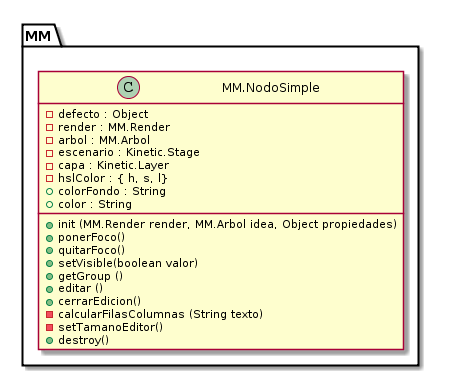 MM
C MM.NodoSimple
defecto : Object
render : MM.Render
arbol : MM.Arbol
escenario : Kinetic.Stage
capa : Kinetic.Layer
hslColor : { h, s, l}
colorFondo : String
color : String
init (MM.Render render, MM.Arbol idea, Object propiedades)
ponerFoco()
quitarFoco()
setVisible(boolean valor)
getGroup ()
editar ()
cerrarEdicion()
calcularFilasColumnas (String texto)
setTamanoEditor()
destroy()